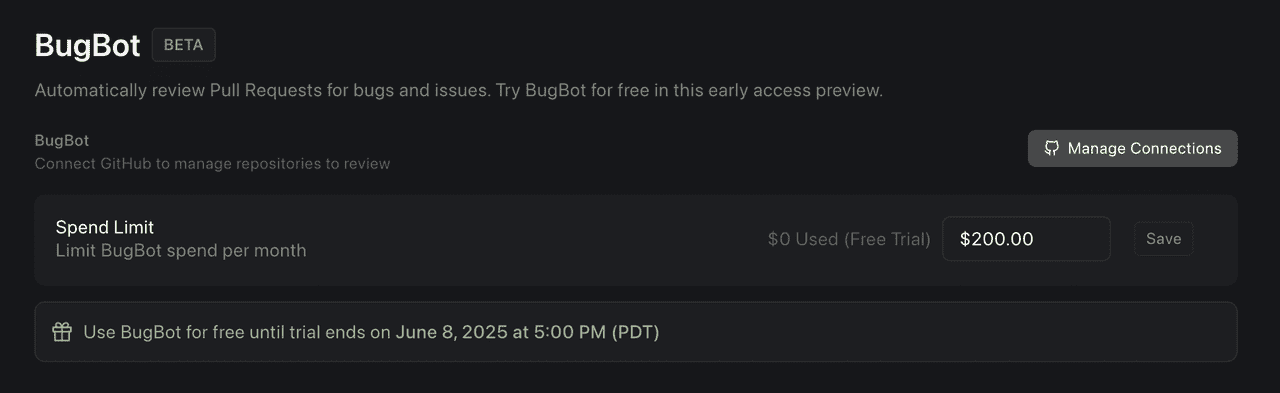 BugBot BETA
Automatically review Pull Requests for bugs and issues. Try BugBot for free in this early access preview.
BugBot
Connect GitHub to manage repositories to review
Manage Connections
Spend Limit
Limit BugBot spend per month
$0 Used (Free Trial) $200.00 Save
Use BugBot for free until trial ends on June 8, 2025 at 5:00 PM (PDT)